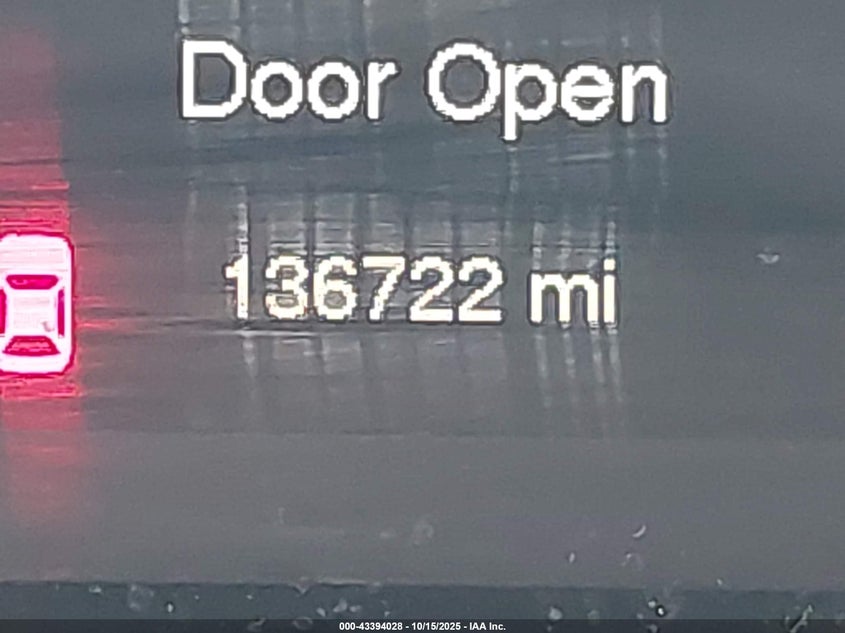 Door Open
136722 mi
000-43394028 - 10/15/2025 - IAA Inc.